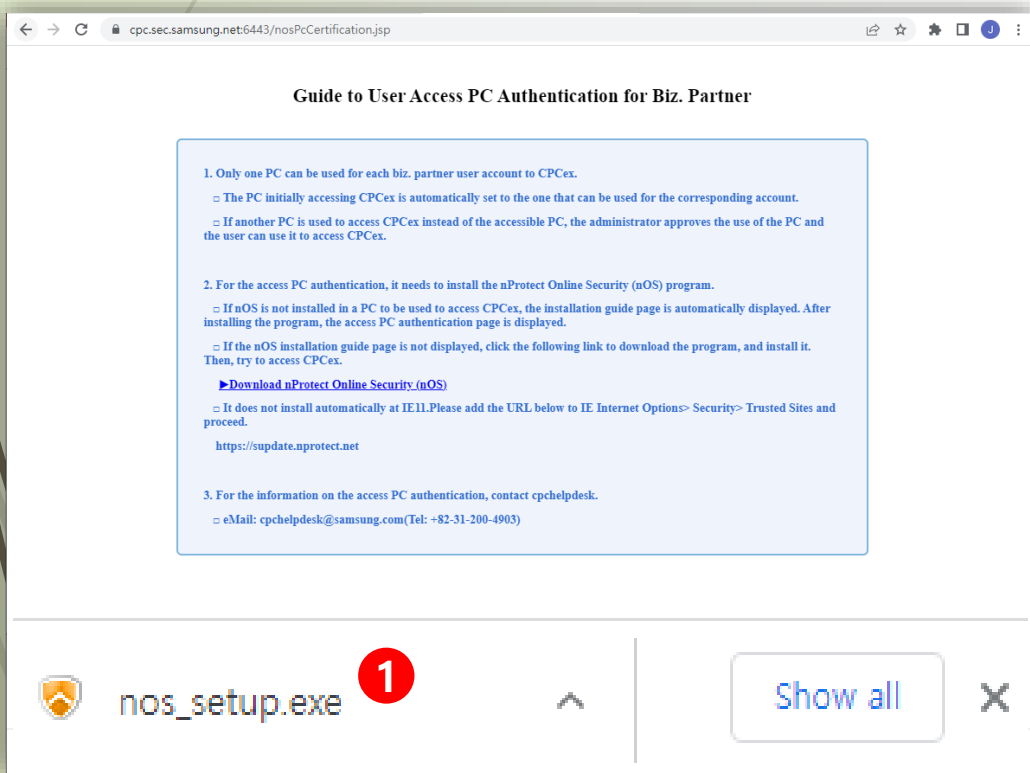 cpc.sec.samsung.net:6443/nosPcCertification.jsp
J
Guide to User Access PC Authentication for Biz. Partner
1. Only one PC can be used for each biz. partner user account to CPCex.
□ The PC initially accessing CPCex is automatically set to the one that can be used for the corresponding account.
□ If another PC is used to access CPCex instead of the accessible PC, the administrator approves the use of the PC and
the user can use it to access CPCex.
2. For the access PC authentication, it needs to install the nProtect Online Security (nOS) program.
□ If nOS is not installed in a PC to be used to access CPCex, the installation guide page is automatically displayed. After
installing the program, the access PC authentication page is displayed.
□ If the nOS installation guide page is not displayed, click the following link to download the program, and install it.
Then, try to access CPCex.
▶Download nProtect Online Security (nOS)
□ It does not install automatically at IE11.Please add the URL below to IE Internet Options> Security> Trusted Sites and
proceed.
https://supdate.nprotect.net
3. For the information on the access PC authentication, contact cpchelpdesk.
□ eMail: cpchelpdesk@samsung.com(Tel: +82-31-200-4903)
nos_setup.exe
1
Show all